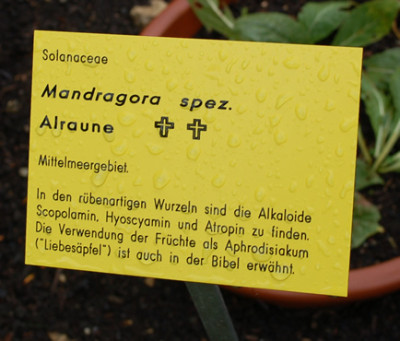 Solanaceae
Mandragora spez.
Alraune ✞ ✞
Mittelmeergebiet.
In den rübenartigen Wurzeln sind die Alkaloide
Scopolamin, Hyoscyamin und Atropin zu finden.
Die Verwendung der Früchte als Aphrodisiakum
("Liebesäpfel") ist auch in der Bibel erwähnt.